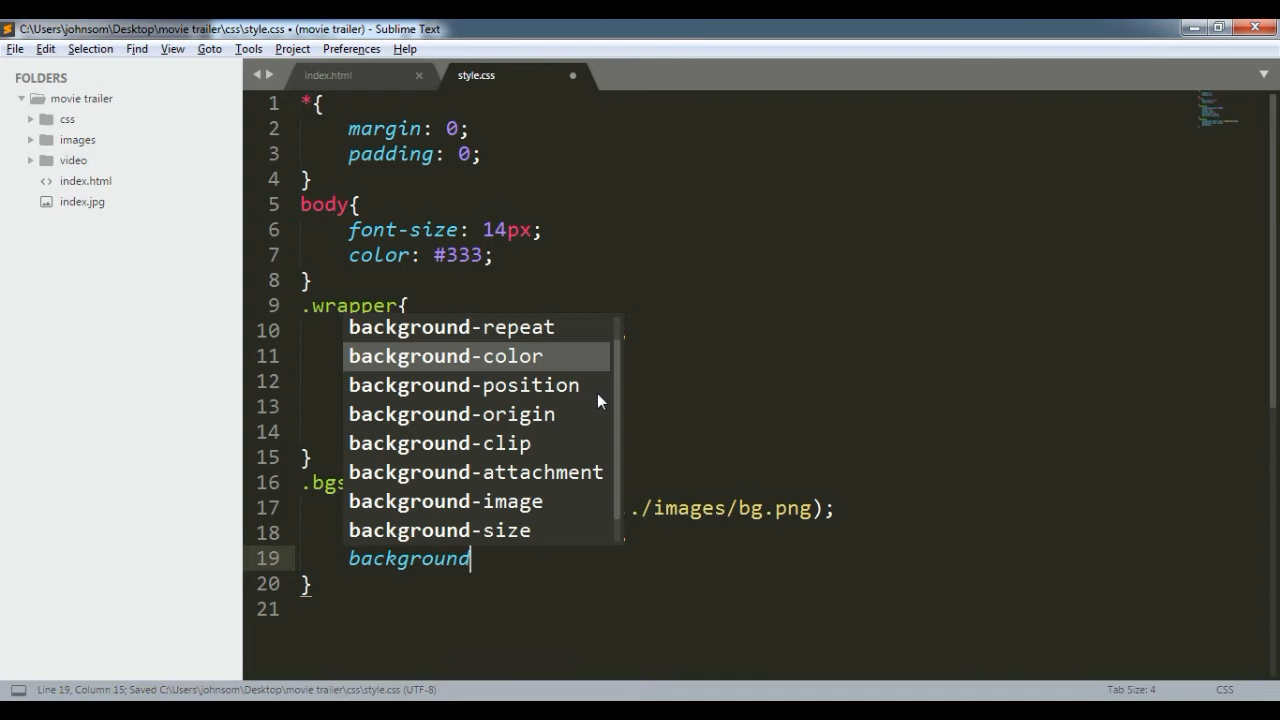 C:\Users\johnsom\Desktop\movie trailer\css\style.css • (movie trailer) - Sublime Text
File Edit Selection Find View Goto Tools Project Preferences Help
FOLDERS
movie trailer
css
images
video
index.html
index.jpg
index.html
style.css
1 *{
2 margin: 0;
3 padding: 0;
4 }
5 body{
6 font-size: 14px;
7 color: #333;
8 }
9 .wrapper{
10 ;
11
12
13
14
15 }
16 .bgs
17 ./images/bg.png);
18 ;
19 background
20 }
21
background-repeat
background-color
background-position
background-origin
background-clip
background-attachment
background-image
background-size
Line 19, Column 15; Saved C:\Users\johnsom\Desktop\movie trailer\css\style.css (UTF-8)
Tab Size: 4
CSS